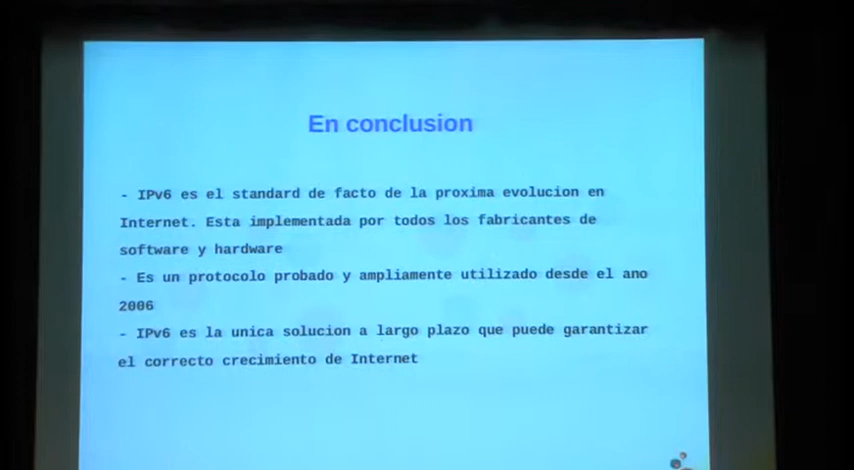 En conclusion
- IPv6 es el standard de facto de la proxima evolucion en
Internet. Esta implementada por todos los fabricantes de
software y hardware
- Es un protocolo probado y ampliamente utilizado desde el ano
2006
- IPv6 es la unica solucion a largo plazo que puede garantizar
el correcto crecimiento de Internet